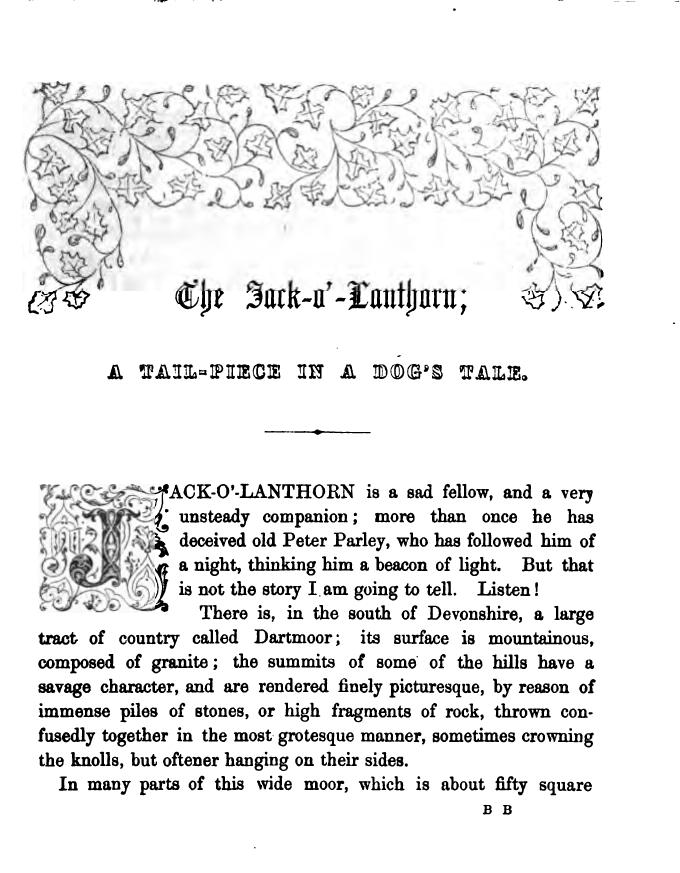 The Jack-o'-Lanthorn;
A TAIL-PIECE IN A DOG'S TALE.
JACK-O'-LANTHORN is a sad fellow, and a very
unsteady companion; more than once he has
deceived old Peter Parley, who has followed him of
a night, thinking him a beacon of light. But that
is not the story I am going to tell. Listen!
There is, in the south of Devonshire, a large
tract of country called Dartmoor; its surface is mountainous,
composed of granite; the summits of some of the hills have a
savage character, and are rendered finely picturesque, by reason of
immense piles of stones, or high fragments of rock, thrown con-
fusedly together in the most grotesque manner, sometimes crowning
the knolls, but oftener hanging on their sides.
In many parts of this wide moor, which is about fifty square
B B